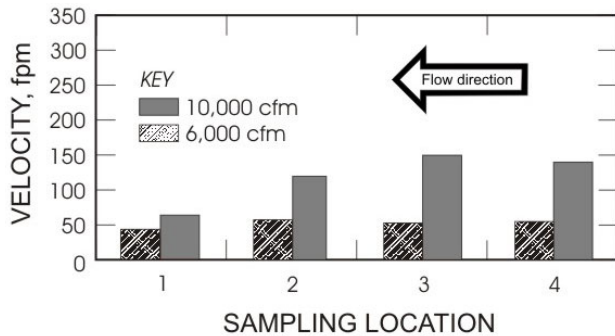 VELOCITY, fpm
350
300
250
200
150
100
50
0
KEY
10,000 cfm
6,000 cfm
Flow direction
1 2 3 4
SAMPLING LOCATION